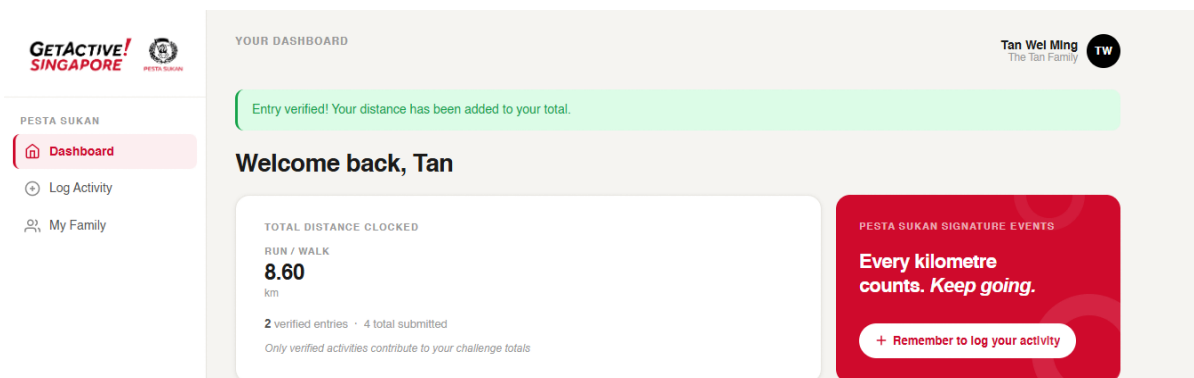 GETACTIVE!
SINGAPORE
PESTA SUKAN
PESTA SUKAN
Dashboard
Log Activity
My Family
YOUR DASHBOARD
Tan Wei Ming
The Tan Family
TW
Entry verified! Your distance has been added to your total.
Welcome back, Tan
TOTAL DISTANCE CLOCKED
RUN / WALK
8.60
km
2 verified entries · 4 total submitted
Only verified activities contribute to your challenge totals
PESTA SUKAN SIGNATURE EVENTS
Every kilometre
counts. Keep going.
+ Remember to log your activity